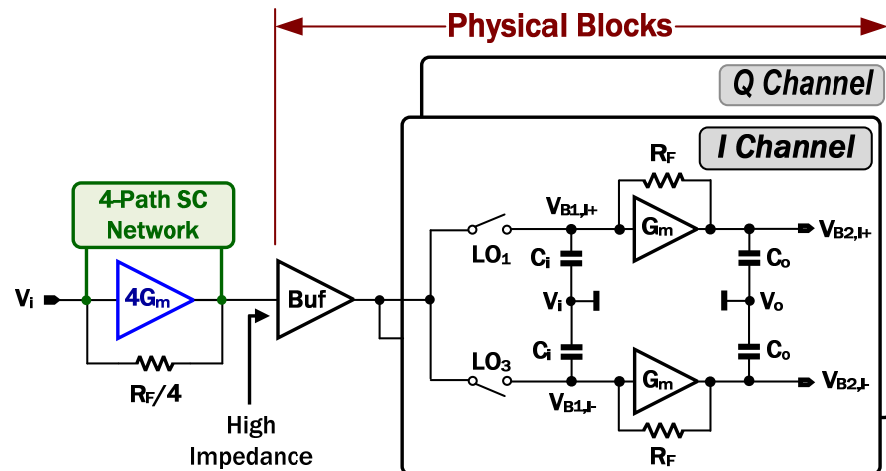 Physical Blocks
Q Channel
I Channel
4-Path SC
Network
Vi
4Gm
RF/4
High
Impedance
Buf
LO1
LO3
VB1,I+
Ci
Vi
Ci
VB1,I-
RF
Gm
Gm
RF
Co
Vo
Co
VB2,I+
VB2,I-